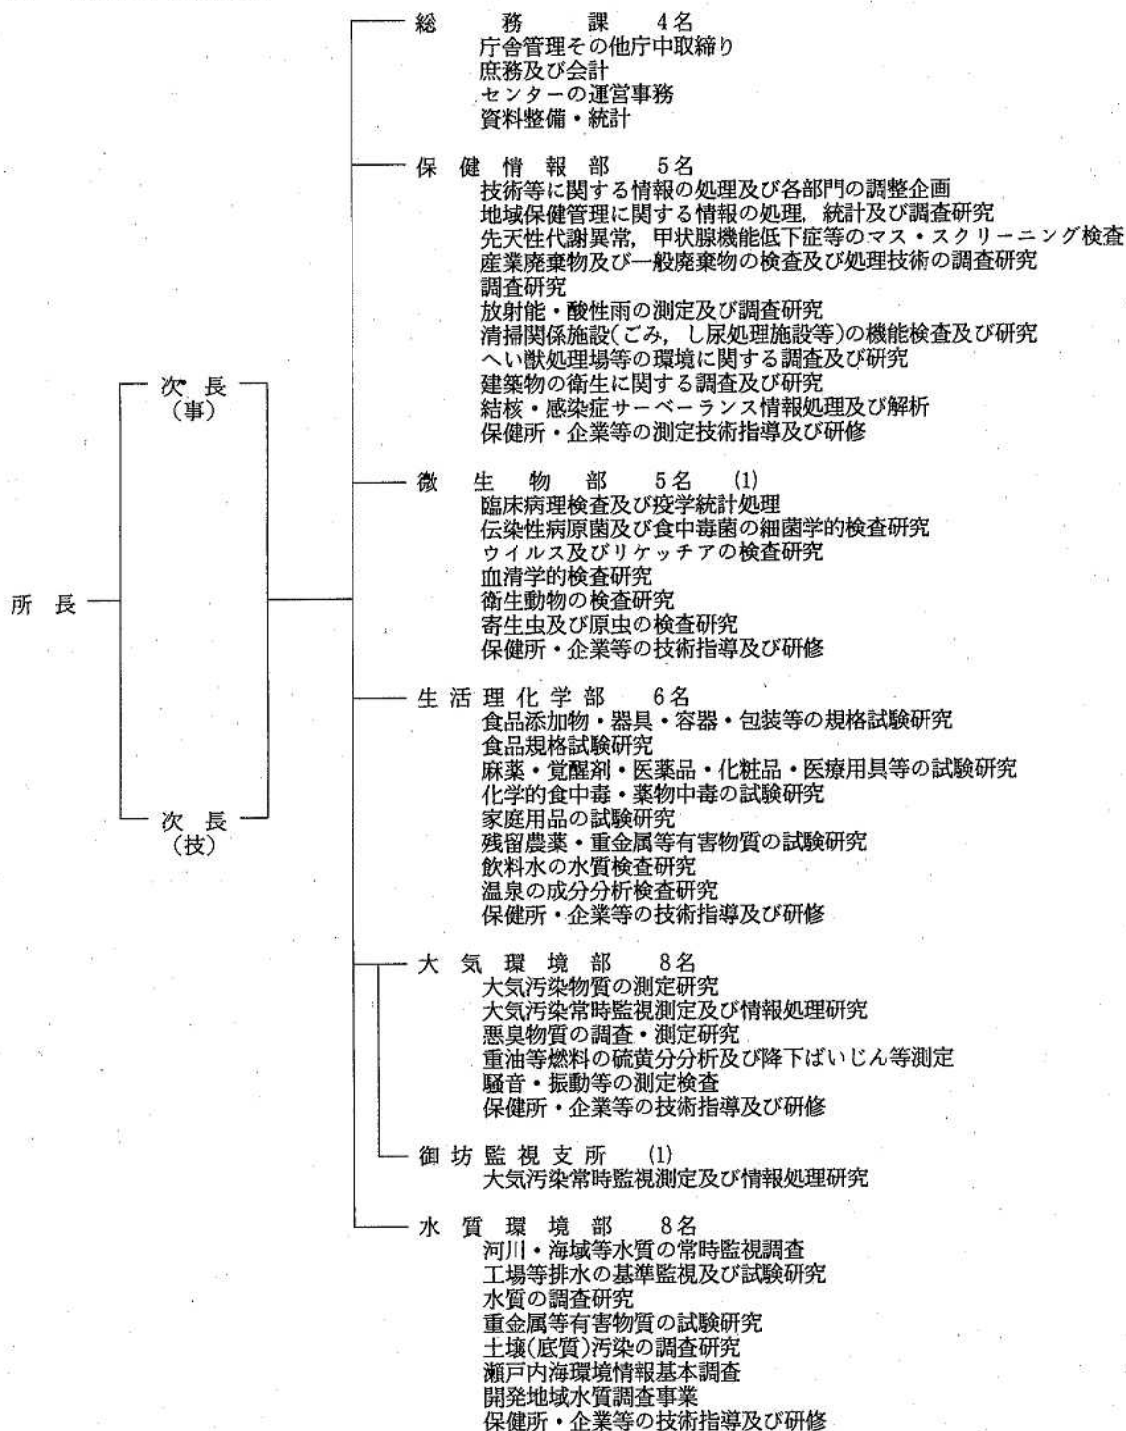 所長
次長
(事)
次長
(技)
総務課 4名
庁舎管理その他庁中取締り
庶務及び会計
センターの運営事務
資料整備・統計
保健情報部 5名
技術等に関する情報の処理及び各部門の調整企画
地域保健管理に関する情報の処理，統計及び調査研究
先天性代謝異常，甲状腺機能低下症等のマス・スクリーニング検査
産業廃棄物及び一般廃棄物の検査及び処理技術の調査研究
調査研究
放射能・酸性雨の測定及び調査研究
清掃関係施設(ごみ，し尿処理施設等)の機能検査及び研究
へい獣処理場等の環境に関する調査及び研究
建築物の衛生に関する調査及び研究
結核・感染症サーベーランス情報処理及び解析
保健所・企業等の測定技術指導及び研修
微生物部 5名 (1)
臨床病理検査及び疫学統計処理
伝染性病原菌及び食中毒菌の細菌学的検査研究
ウイルス及びリケッチアの検査研究
血清学的検査研究
衛生動物の検査研究
寄生虫及び原虫の検査研究
保健所・企業等の技術指導及び研修
生活理化学部 6名
食品添加物・器具・容器・包装等の規格試験研究
食品規格試験研究
麻薬・覚醒剤・医薬品・化粧品・医療用具等の試験研究
化学的食中毒・薬物中毒の試験研究
家庭用品の試験研究
残留農薬・重金属等有害物質の試験研究
飲料水の水質検査研究
温泉の成分分析検査研究
保健所・企業等の技術指導及び研修
大気環境部 8名
大気汚染物質の測定研究
大気汚染常時監視測定及び情報処理研究
悪臭物質の調査・測定研究
重油等燃料の硫黄分分析及び降下ばいじん等測定
騒音・振動等の測定検査
保健所・企業等の技術指導及び研修
御坊監視支所 (1)
大気汚染常時監視測定及び情報処理研究
水質環境部 8名
河川・海域等水質の常時監視調査
工場等排水の基準監視及び試験研究
水質の調査研究
重金属等有害物質の試験研究
土壌(底質)汚染の調査研究
瀬戸内海環境情報基本調査
開発地域水質調査事業
保健所・企業等の技術指導及び研修